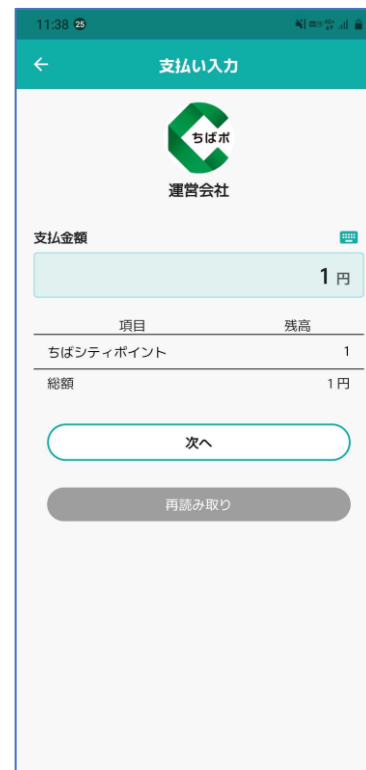 11:38 25
支払い入力
ちばポ
運営会社
支払金額
1 円
項目 残高
ちばシティポイント 1
総額 1 円
次へ
再読み取り